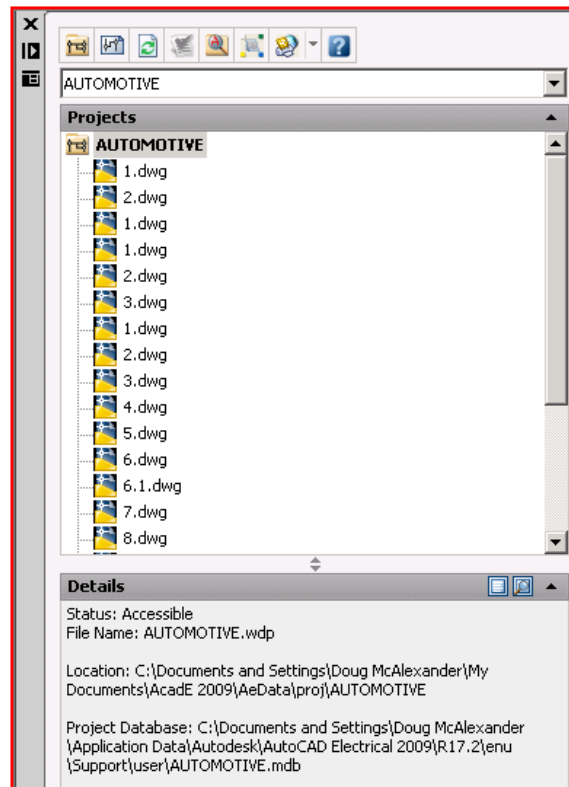 AUTOMOTIVE
Projects
AUTOMOTIVE
1.dwg
2.dwg
1.dwg
1.dwg
2.dwg
3.dwg
1.dwg
2.dwg
3.dwg
4.dwg
5.dwg
6.dwg
6.1.dwg
7.dwg
8.dwg
Details
Status: Accessible
File Name: AUTOMOTIVE.wdp
Location: C:\Documents and Settings\Doug McAlexander\My
Documents\AcadE 2009\AeData\proj\AUTOMOTIVE
Project Database: C:\Documents and Settings\Doug McAlexander
\Application Data\Autodesk\AutoCAD Electrical 2009\R17.2\enu
\Support\user\AUTOMOTIVE.mdb